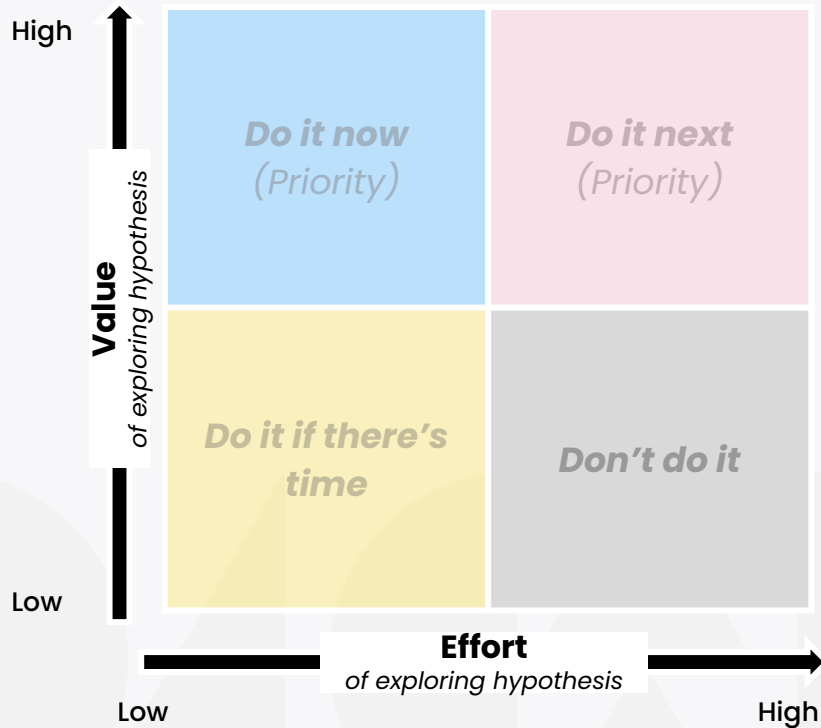 High
Do it now
(Priority)
Do it next
(Priority)
Value
of exploring hypothesis
Do it if there's
time
Don't do it
Low
Effort
of exploring hypothesis
Low
High